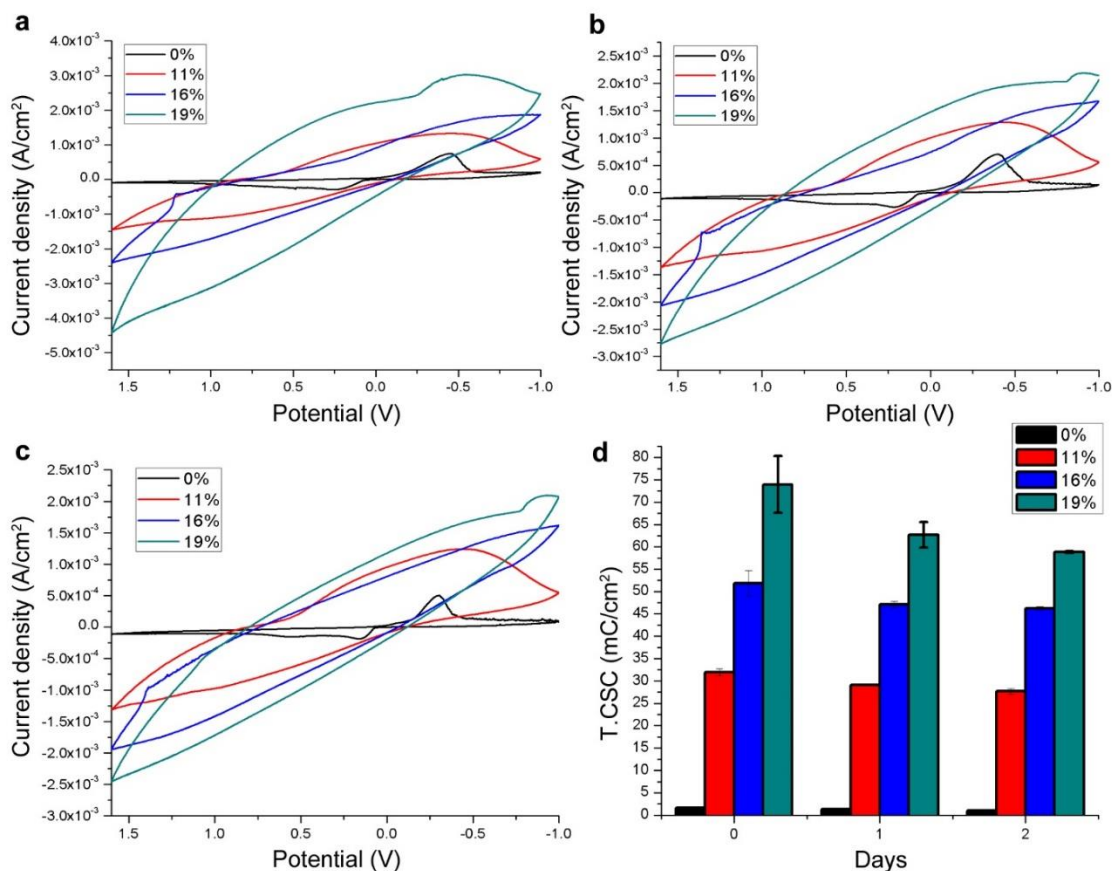 a
4.0x10⁻³
3.0x10⁻³
2.0x10⁻³
1.0x10⁻³
0.0
-1.0x10⁻³
-2.0x10⁻³
-3.0x10⁻³
-4.0x10⁻³
-5.0x10⁻³
Current density (A/cm²)
0%
11%
16%
19%
1.5 1.0 0.5 0.0 -0.5 -1.0
Potential (V)
b
2.5x10⁻³
2.0x10⁻³
1.5x10⁻³
1.0x10⁻³
5.0x10⁻⁴
0.0
-5.0x10⁻⁴
-1.0x10⁻³
-1.5x10⁻³
-2.0x10⁻³
-2.5x10⁻³
-3.0x10⁻³
Current density (A/cm²)
0%
11%
16%
19%
1.5 1.0 0.5 0.0 -0.5 -1.0
Potential (V)
c
2.5x10⁻³
2.0x10⁻³
1.5x10⁻³
1.0x10⁻³
5.0x10⁻⁴
0.0
-5.0x10⁻⁴
-1.0x10⁻³
-1.5x10⁻³
-2.0x10⁻³
-2.5x10⁻³
-3.0x10⁻³
Current density (A/cm²)
0%
11%
16%
19%
1.5 1.0 0.5 0.0 -0.5 -1.0
Potential (V)
d
80
75
70
65
60
55
50
45
40
35
30
25
20
15
10
5
0
T.CSC (mC/cm²)
0%
11%
16%
19%
0 1 2
Days